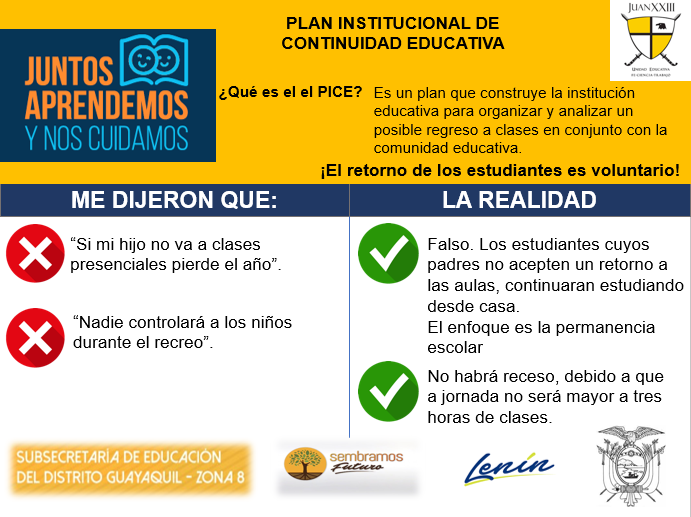 PLAN INSTITUCIONAL DE
CONTINUIDAD EDUCATIVA
JUAN XXIII
UNIDAD EDUCATIVA
JUNTOS
APRENDEMOS
Y NOS CUIDAMOS
¿Qué es el el PICE?
Es un plan que construye la institución
educativa para organizar y analizar un
posible regreso a clases en conjunto con la
comunidad educativa.
¡El retorno de los estudiantes es voluntario!
ME DIJERON QUE:
LA REALIDAD
“Si mi hijo no va a clases
presenciales pierde el año”.
Falso. Los estudiantes cuyos
padres no acepten un retorno a
las aulas, continuaran estudiando
desde casa.
El enfoque es la permanencia
escolar
“Nadie controlará a los niños
durante el recreo”.
No habrá receso, debido a que
a jornada no será mayor a tres
horas de clases.
SUBSECRETARÍA DE EDUCACIÓN
DEL DISTRITO GUAYAQUIL - ZONA 8
sembramos
Futuro
Lenín